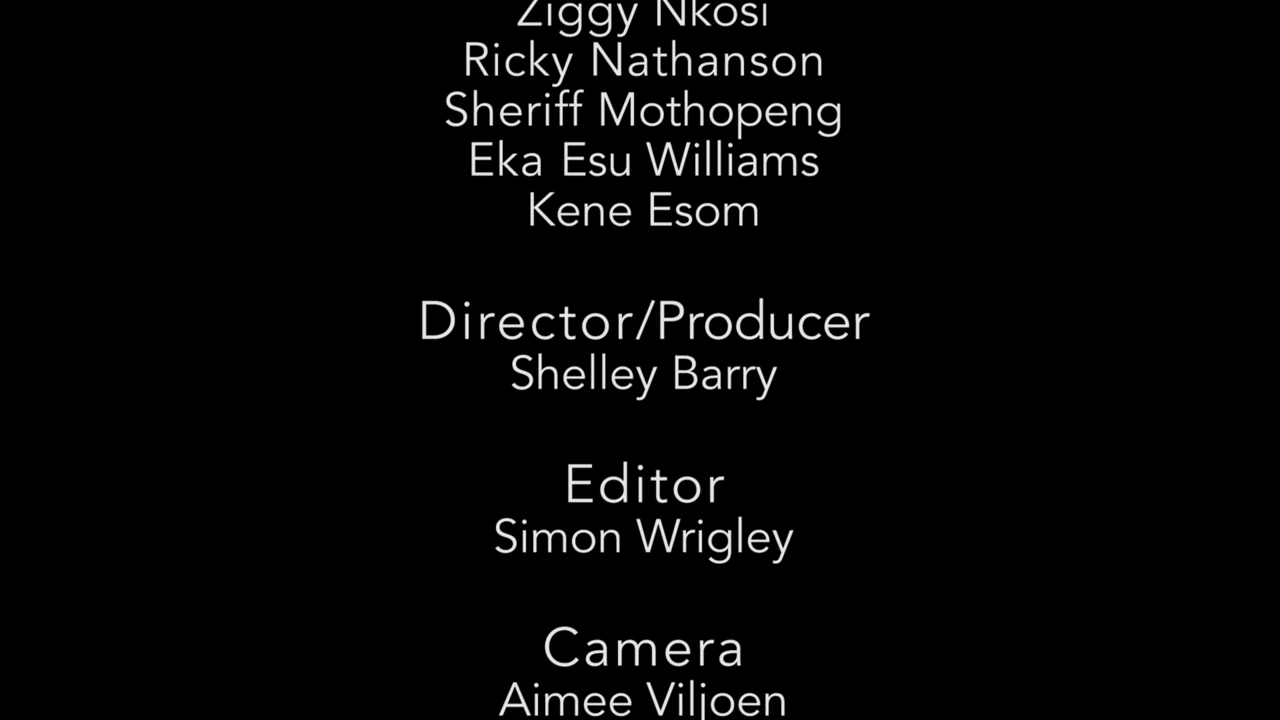 Ziggy Nkosi
Ricky Nathanson
Sheriff Mothopeng
Eka Esu Williams
Kene Esom
Director/Producer
Shelley Barry
Editor
Simon Wrigley
Camera
Aimee Viljoen